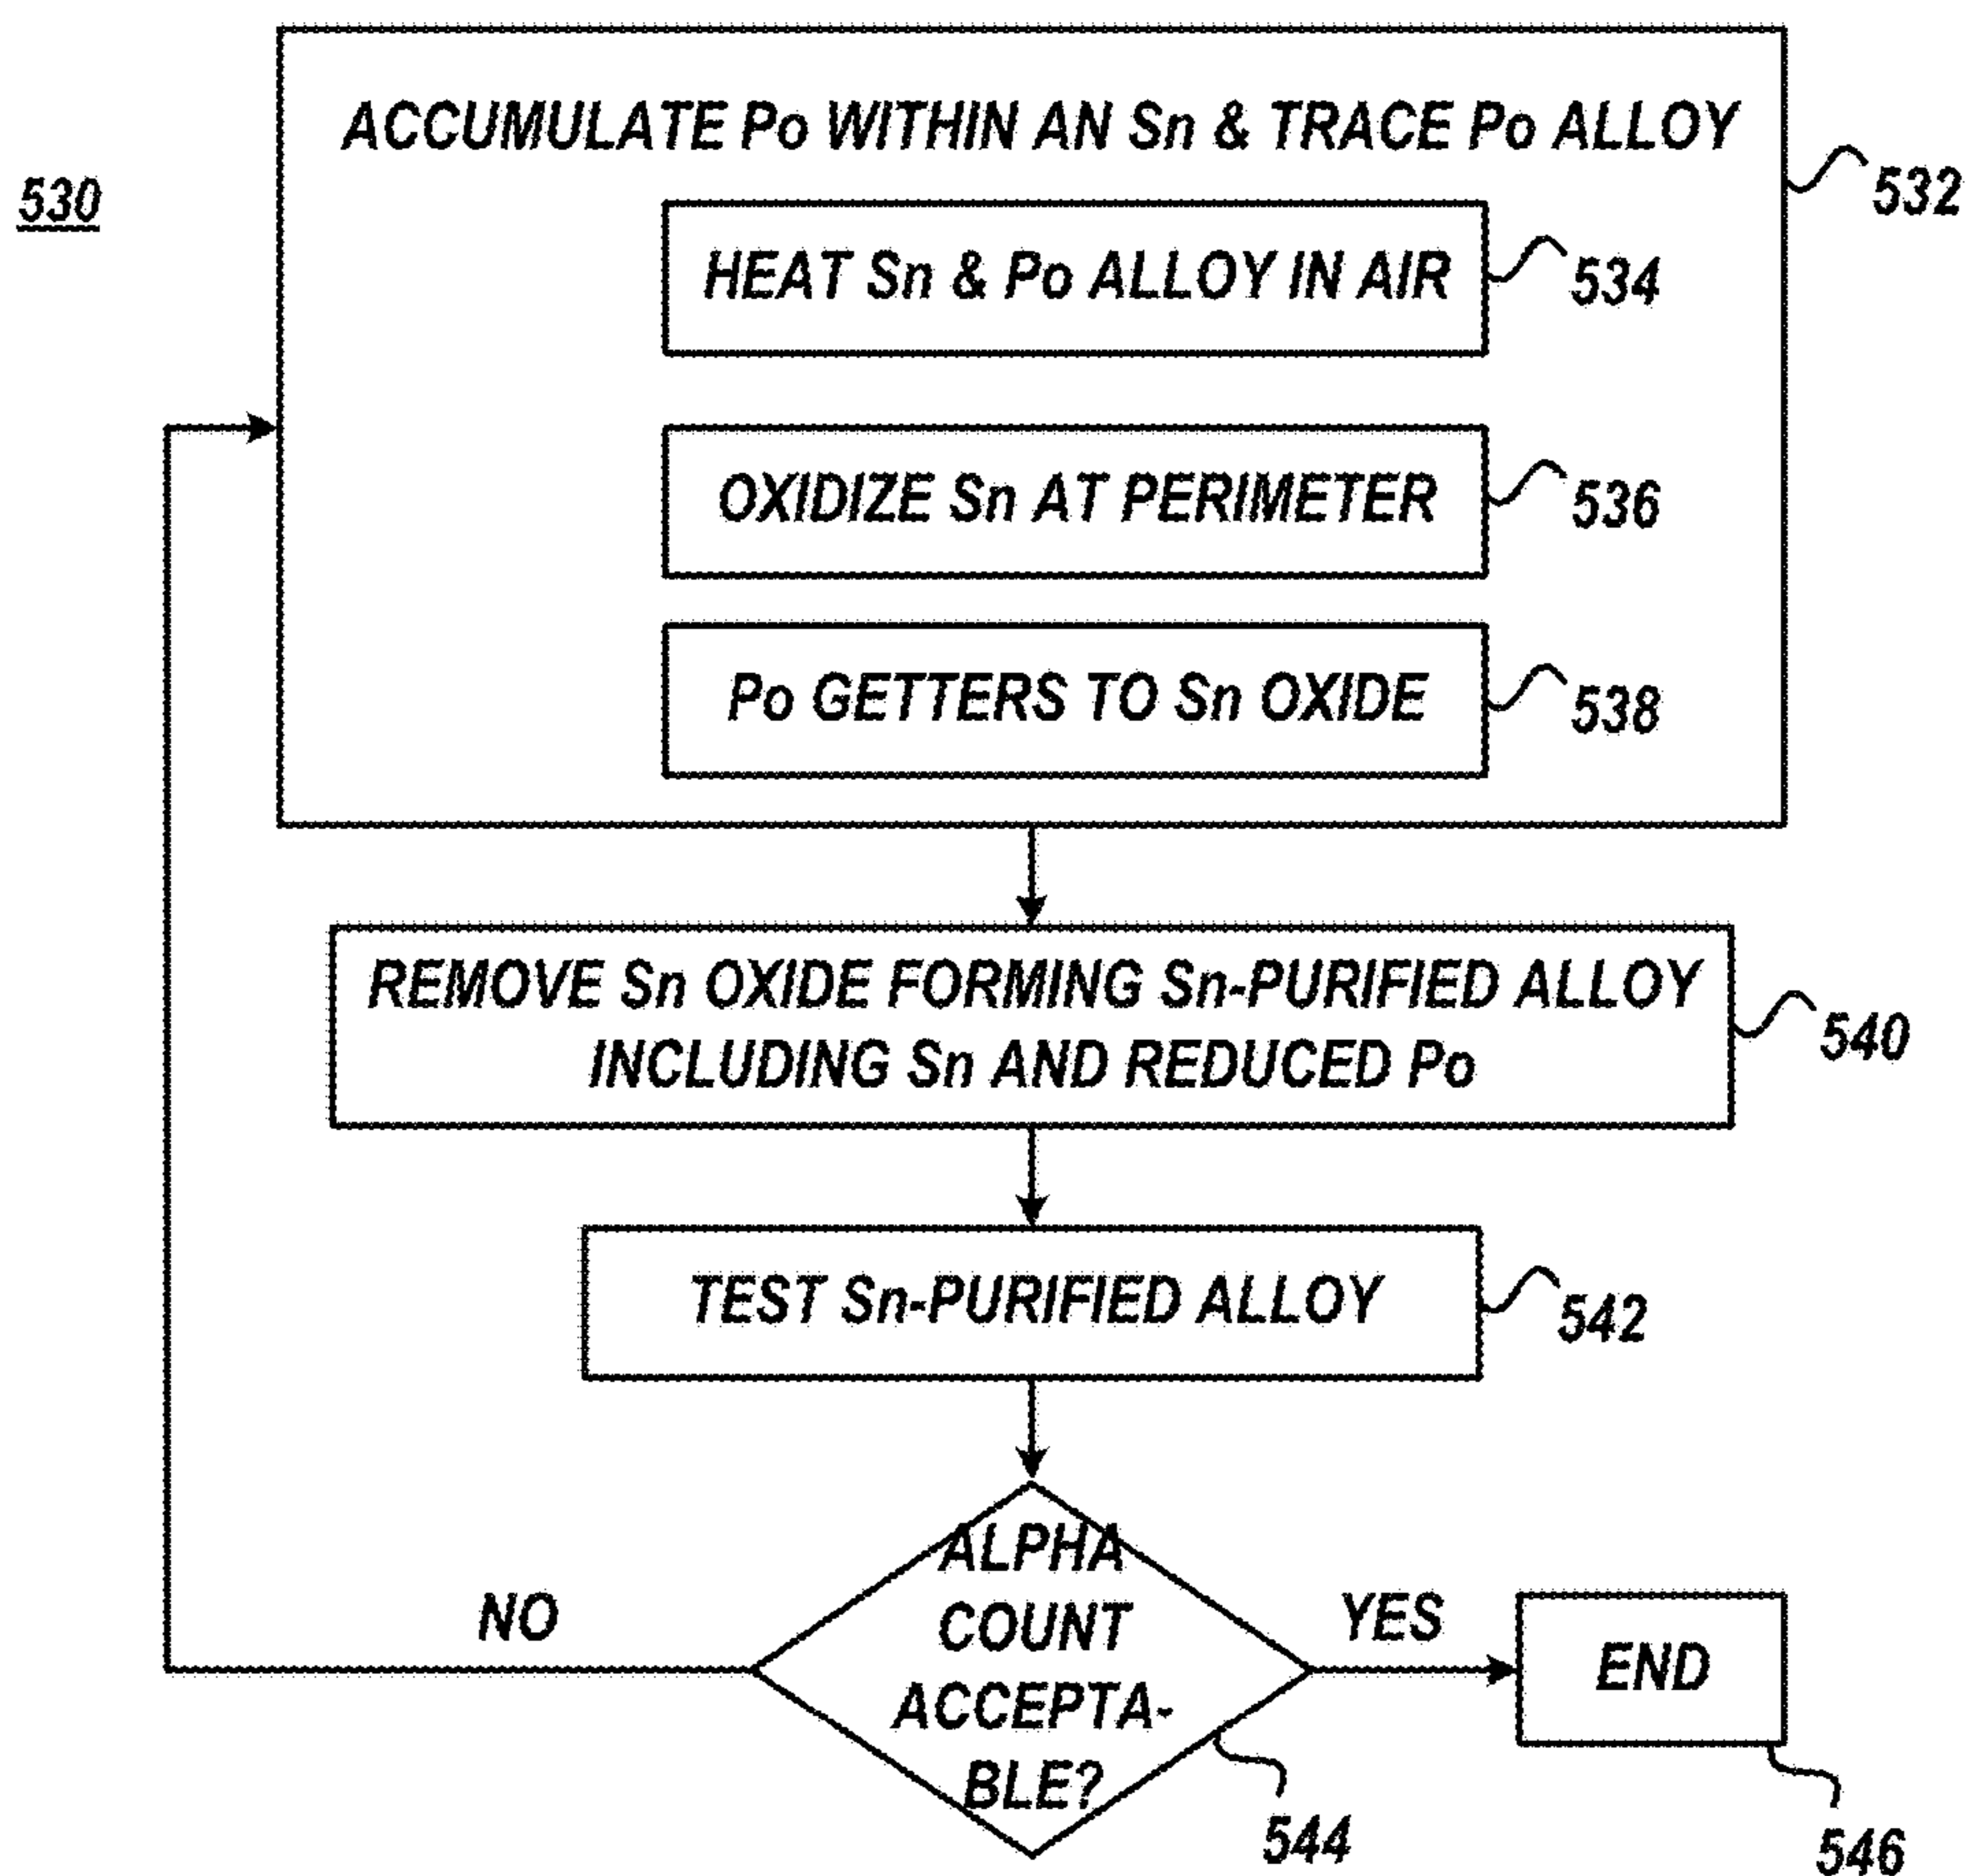 530
ACCUMULATE Po WITHIN AN Sn & TRACE Po ALLOY
532
HEAT Sn & Po ALLOY IN AIR
534
OXIDIZE Sn AT PERIMETER
536
Po GETTERS TO Sn OXIDE
538
REMOVE Sn OXIDE FORMING Sn-PURIFIED ALLOY
INCLUDING Sn AND REDUCED Po
540
TEST Sn-PURIFIED ALLOY
542
ALPHA
COUNT
ACCEPTA-
BLE?
544
NO
YES
END
546